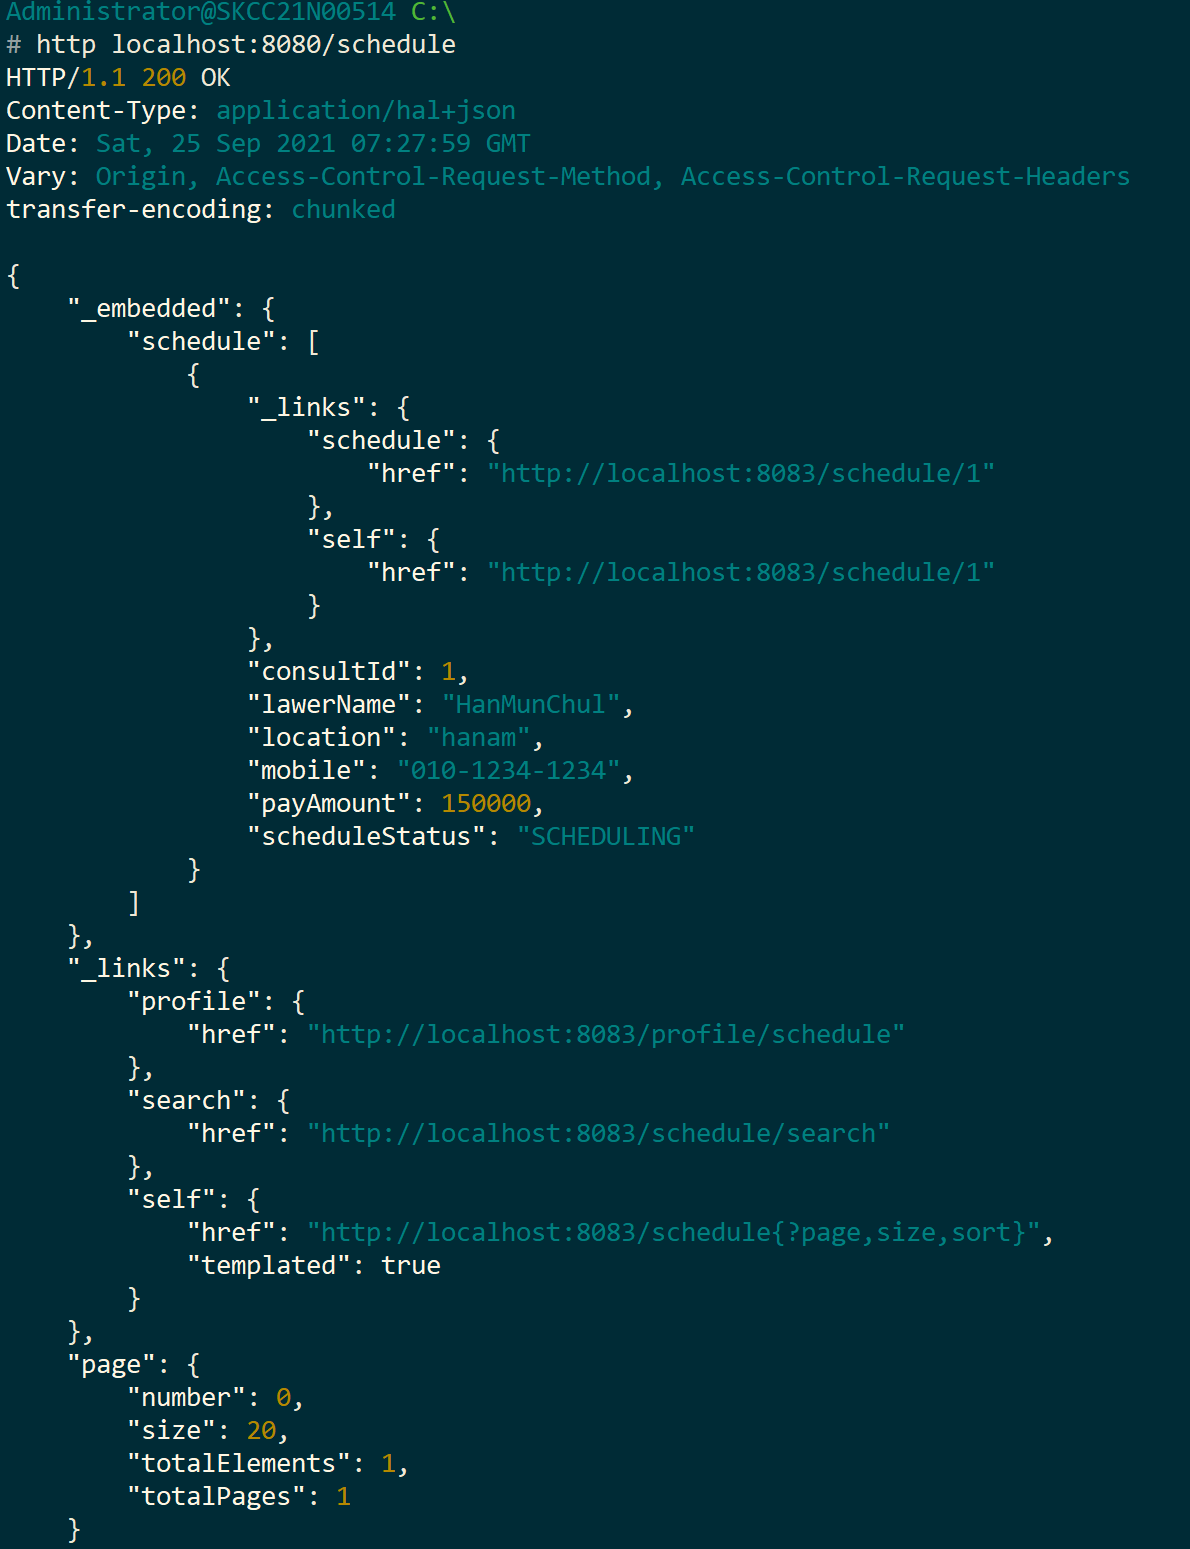 Administrator@SKCC21N00514 C:\
# http localhost:8080/schedule
HTTP/1.1 200 OK
Content-Type: application/hal+json
Date: Sat, 25 Sep 2021 07:27:59 GMT
Vary: Origin, Access-Control-Request-Method, Access-Control-Request-Headers
transfer-encoding: chunked

{
    "_embedded": {
        "schedule": [
            {
                "_links": {
                    "schedule": {
                        "href": "http://localhost:8083/schedule/1"
                    },
                    "self": {
                        "href": "http://localhost:8083/schedule/1"
                    }
                },
                "consultId": 1,
                "lawerName": "HanMunChul",
                "location": "hanam",
                "mobile": "010-1234-1234",
                "payAmount": 150000,
                "scheduleStatus": "SCHEDULING"
            }
        ]
    },
    "_links": {
        "profile": {
            "href": "http://localhost:8083/profile/schedule"
        },
        "search": {
            "href": "http://localhost:8083/schedule/search"
        },
        "self": {
            "href": "http://localhost:8083/schedule{?page,size,sort}",
            "templated": true
        }
    },
    "page": {
        "number": 0,
        "size": 20,
        "totalElements": 1,
        "totalPages": 1
    }